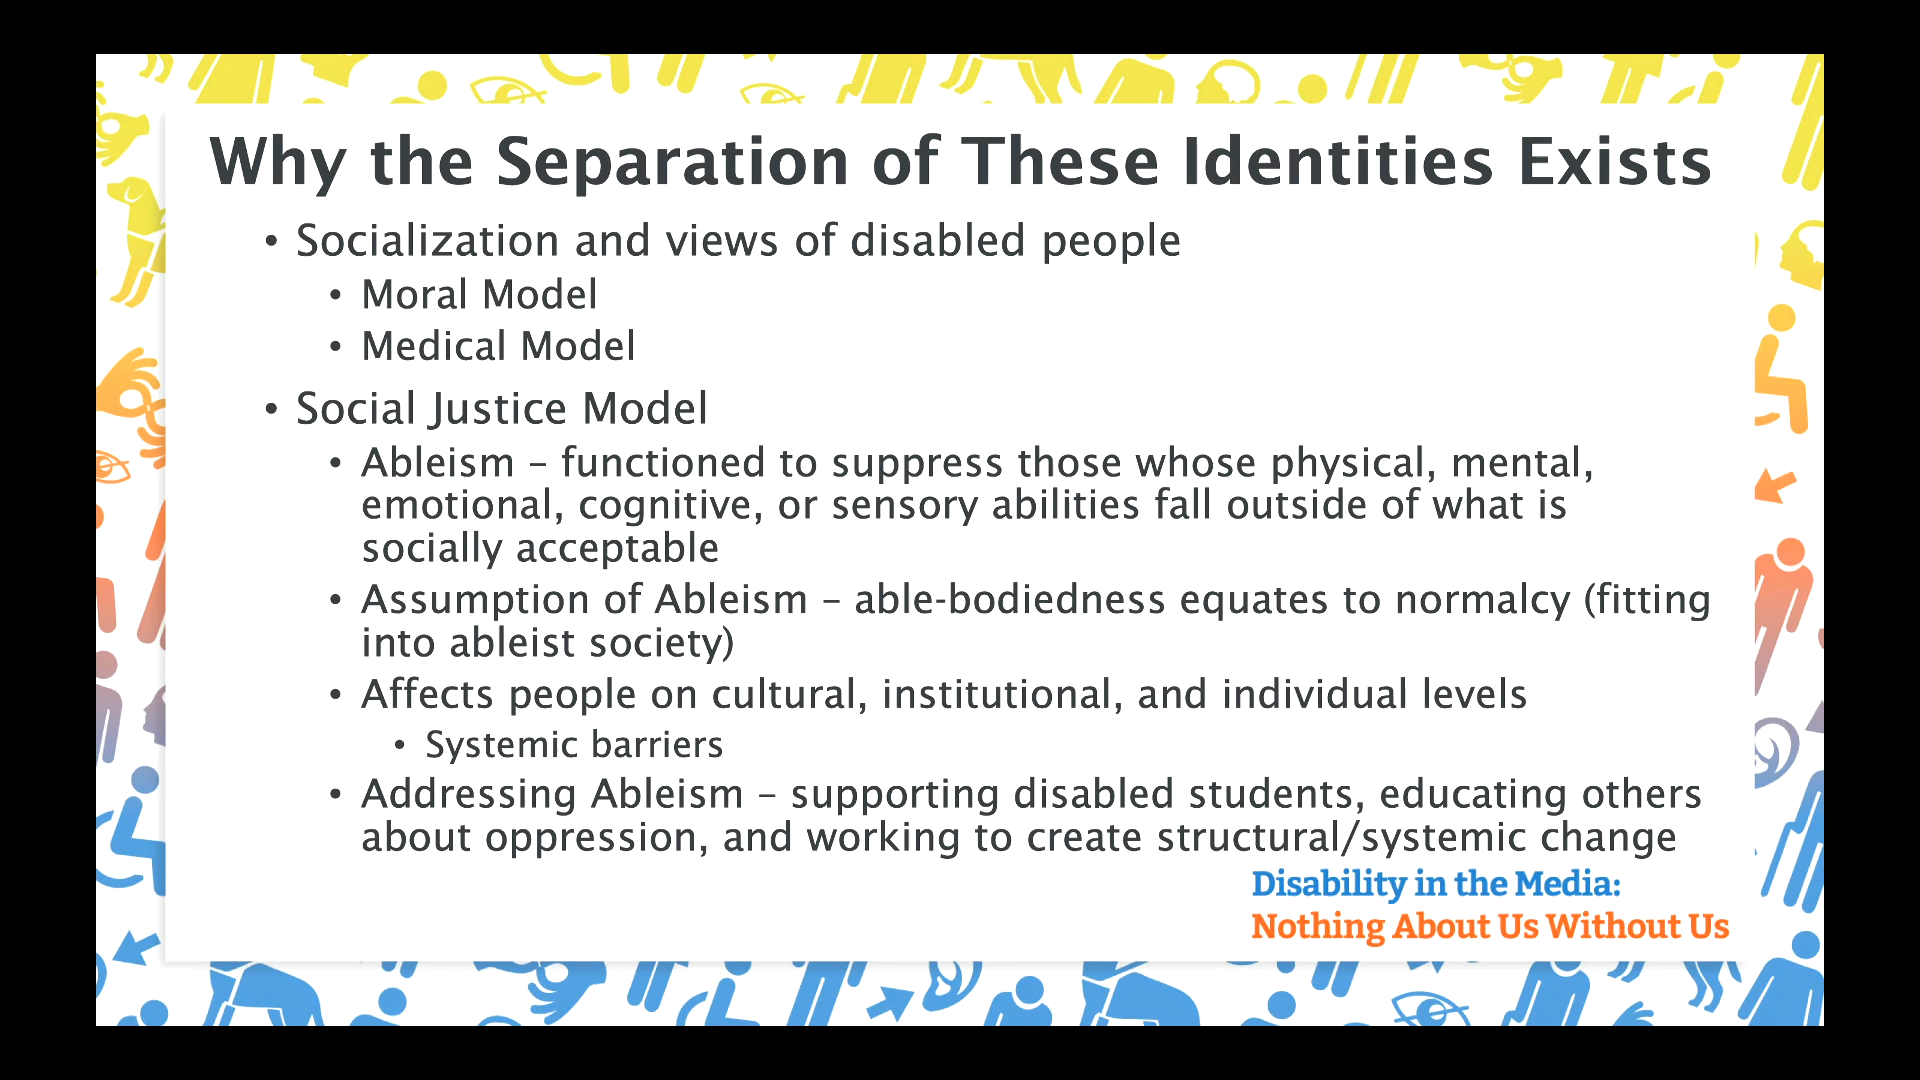 Why the Separation of These Identities Exists
• Socialization and views of disabled people
• Moral Model
• Medical Model
• Social Justice Model
• Ableism – functioned to suppress those whose physical, mental,
emotional, cognitive, or sensory abilities fall outside of what is
socially acceptable
• Assumption of Ableism – able-bodiedness equates to normalcy (fitting
into ableist society)
• Affects people on cultural, institutional, and individual levels
• Systemic barriers
• Addressing Ableism – supporting disabled students, educating others
about oppression, and working to create structural/systemic change
Disability in the Media:
Nothing About Us Without Us